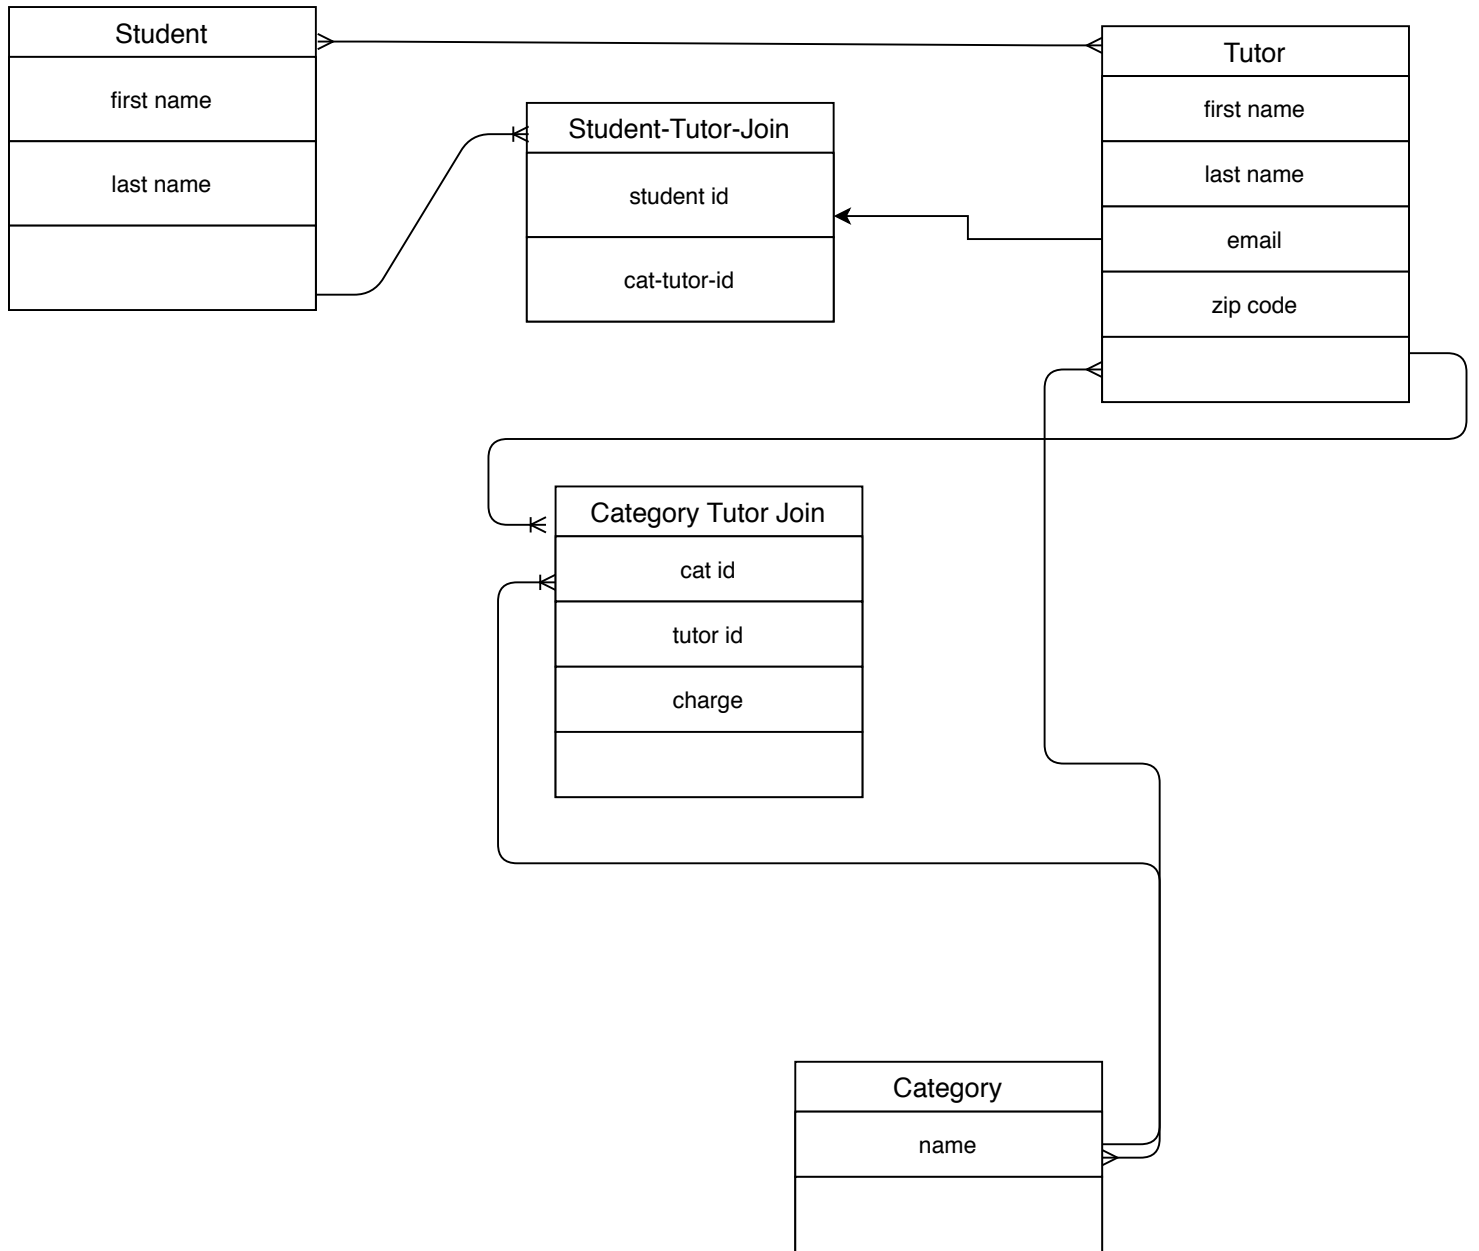 Student
first name
last name
Student-Tutor-Join
student id
cat-tutor-id
Tutor
first name
last name
email
zip code
Category Tutor Join
cat id
tutor id
charge
Category
name